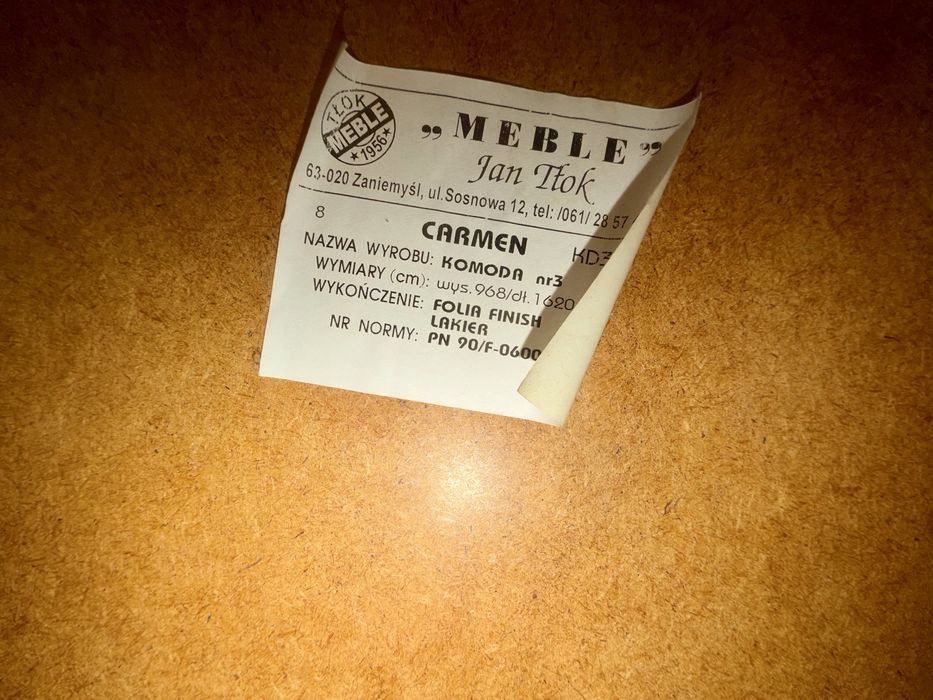 TŁOK
MEBLE
★1956★
„MEBLE”
Jan Tłok
63-020 Zaniemyśl, ul.Sosnowa 12, tel: /061/ 28 57
8
CARMEN KD3
NAZWA WYROBU: KOMODA nr3
WYMIARY (cm): wys.968/dł.1620
WYKOŃCZENIE: FOLIA FINISH
LAKIER
NR NORMY: PN 90/F-0600